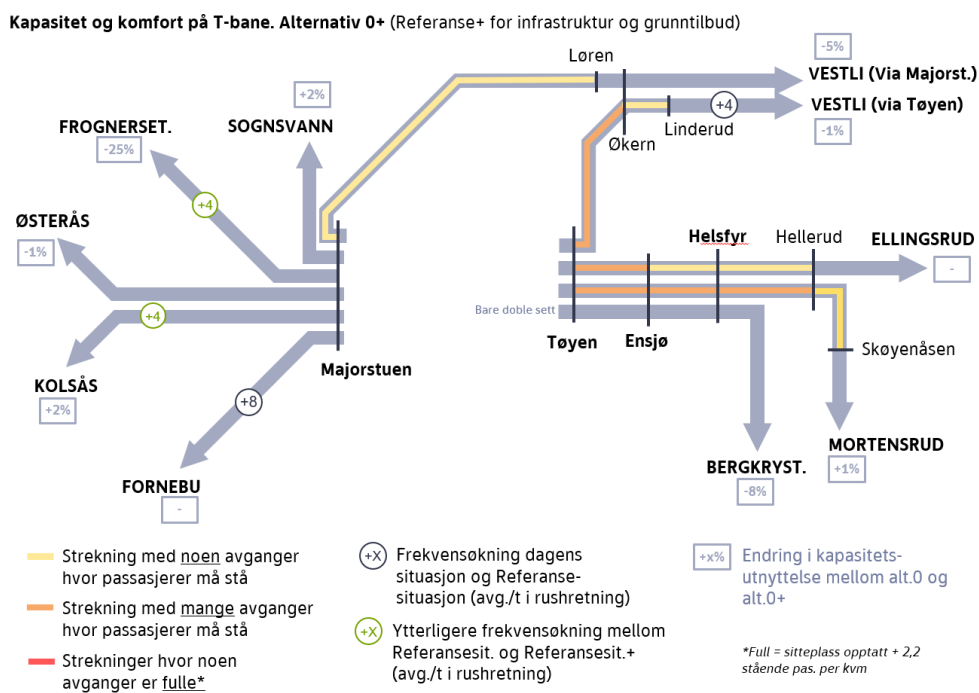 Kapasitet og komfort på T-bane. Alternativ 0+ (Referanse+ for infrastruktur og grunntilbud)
-5%
Løren
VESTLI (Via Majorst.)
+2%
FROGNERSET.
SOGNSVANN
+4
VESTLI (via Tøyen)
Linderud
-25%
Økern
-1%
+4
ØSTERÅS
-1%
Helsfyr
Hellerud
ELLINGSRUD
-
Bare doble sett
+4
Tøyen
Ensjø
Skøyenåsen
Majorstuen
KOLSÅS
+2%
+8
MORTENSRUD
BERGKRYST.
+1%
FORNEBU
-8%
-
Strekning med noen avganger
hvor passasjerer må stå
Strekning med mange avganger
hvor passasjerer må stå
Strekninger hvor noen
avganger er fulle*
+X
Frekvensøkning dagens
situasjon og Referanse-
situasjon (avg./t i rushretning)
+X
Ytterligere frekvensøkning mellom
Referansesit. og Referansesit.+
(avg./t i rushretning)
+x%
Endring i kapasitets-
utnyttelse mellom alt.0 og
alt.0+
*Full = sitteplass opptatt + 2,2
stående pas. per kvm